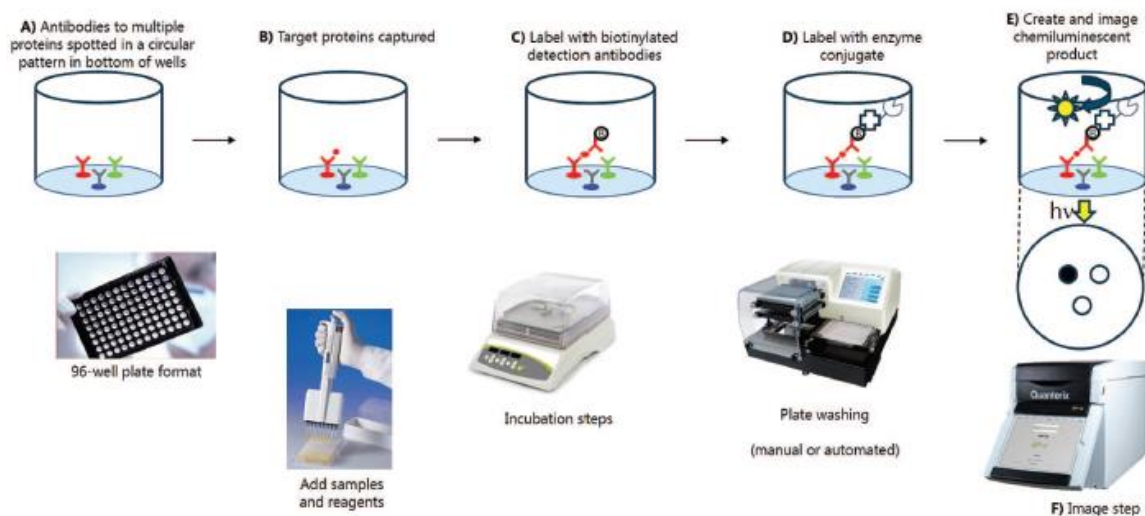 A) Antibodies to multiple
proteins spotted in a circular
pattern in bottom of wells
B) Target proteins captured
C) Label with biotinylated
detection antibodies
D) Label with enzyme
conjugate
E) Create and image
chemiluminescent
product
B
B
B
hν
96-well plate format
Add samples
and reagents
Incubation steps
Plate washing
(manual or automated)
Quanterix
F) Image step